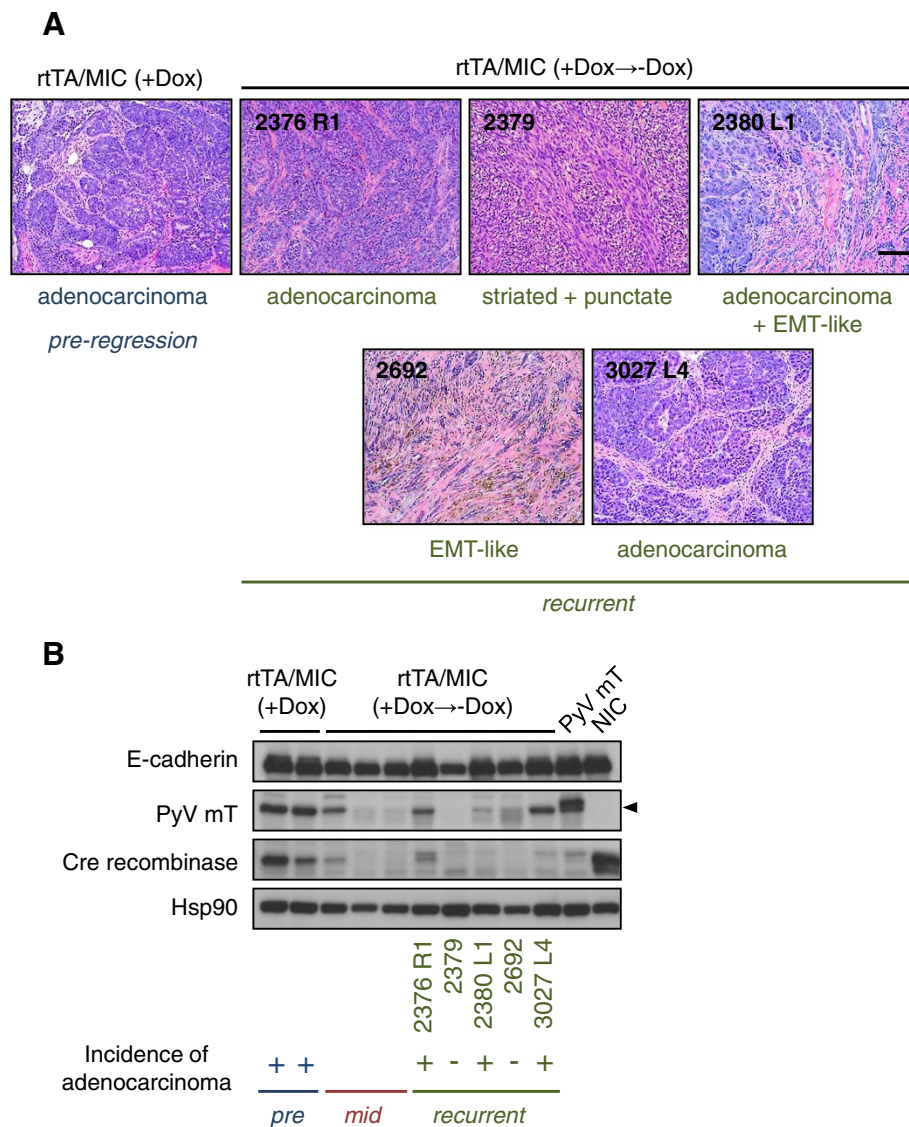 A
rtTA/MIC (+Dox)
rtTA/MIC (+Dox→-Dox)
2376 R1
2379
2380 L1
adenocarcinoma
adenocarcinoma
striated + punctate
adenocarcinoma
+ EMT-like
pre-regression
2692
3027 L4
EMT-like
adenocarcinoma
recurrent
B
rtTA/MIC
(+Dox)
rtTA/MIC
(+Dox→-Dox)
PyV mT
NIC
E-cadherin
PyV mT
Cre recombinase
Hsp90
2376 R1
2379
2380 L1
2692
3027 L4
Incidence of
adenocarcinoma
+ + + - + - +
pre
mid
recurrent